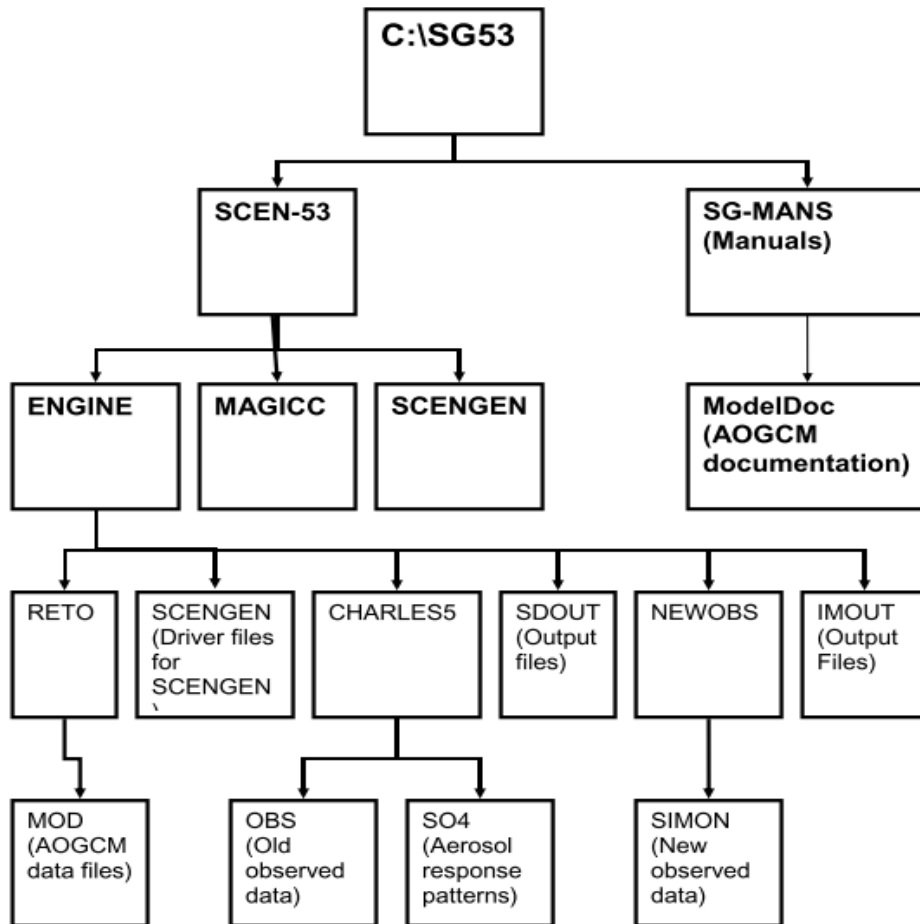 C:\SG53
SCEN-53
SG-MANS
(Manuals)
ENGINE
MAGICC
SCENGEN
ModelDoc
(AOGCM
documentation)
RETO
SCENGEN
(Driver files
for
SCENGEN
CHARLES5
SDOUT
(Output
files)
NEWOBS
IMOUT
(Output
Files)
MOD
(AOGCM
data files)
OBS
(Old
observed
data)
SO4
(Aerosol
response
patterns)
SIMON
(New
observed
data)